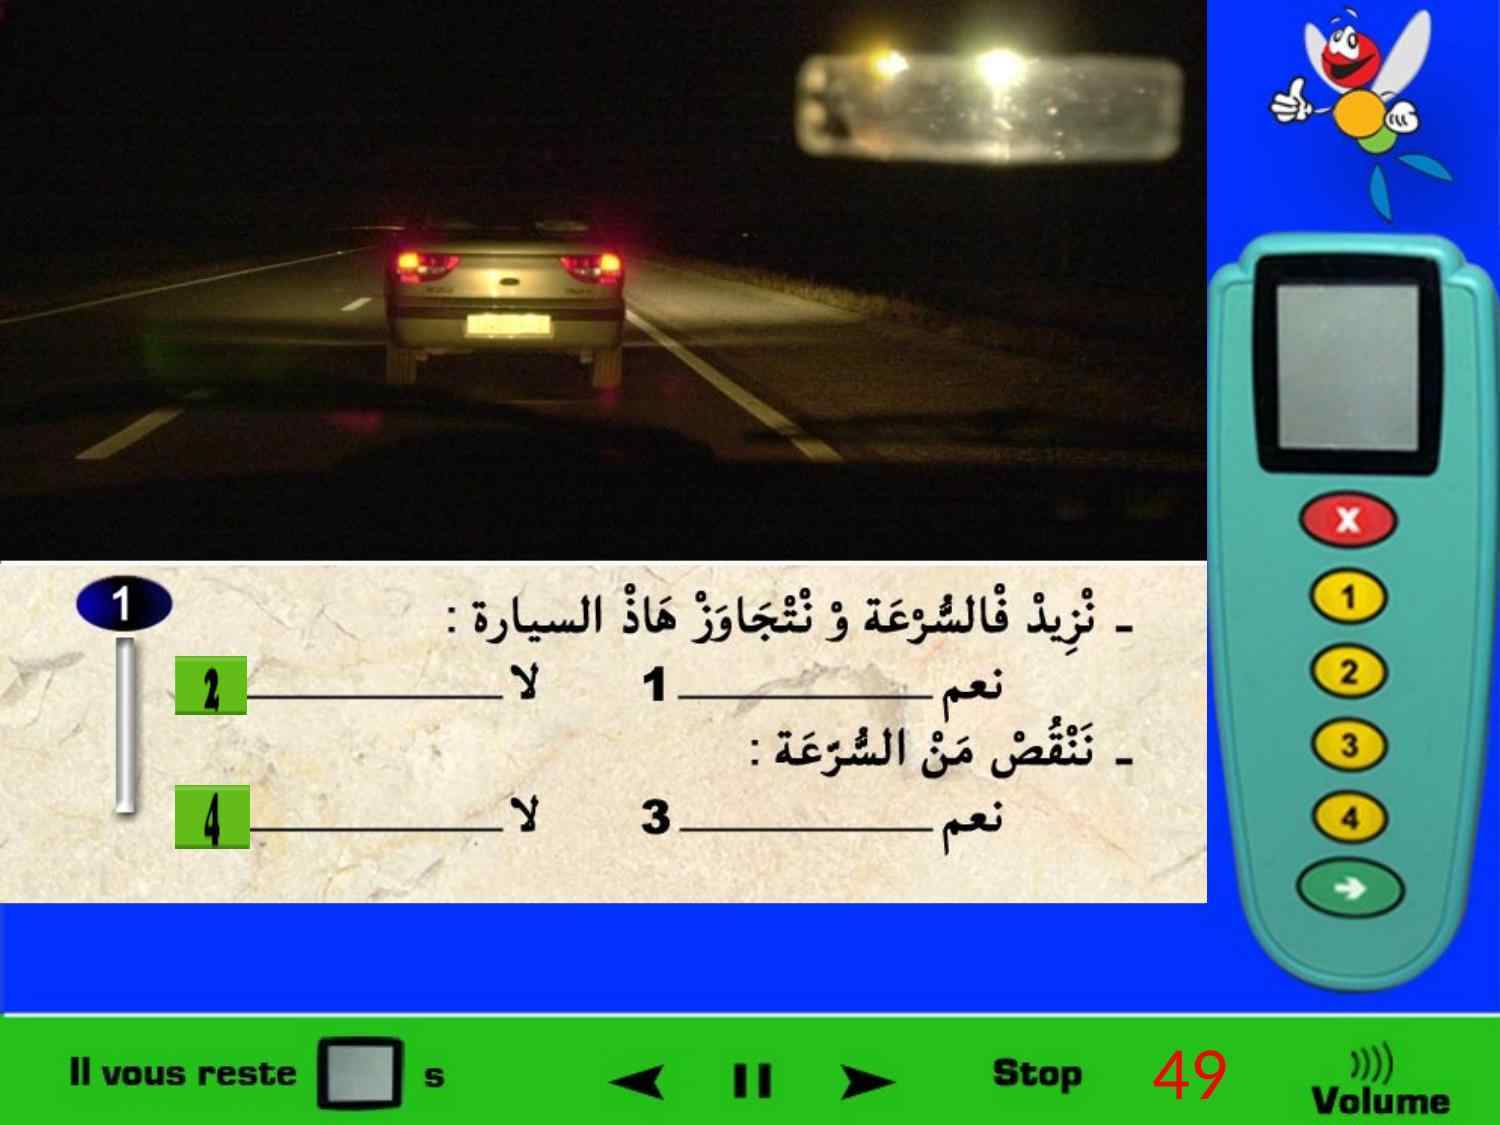 1
ـ نْزِيدْ فْالسُّرْعَة وْ نْتْجَاوَزْ هَاذْ السيارة :
نعم 1 لا 2
ـ نَنْقُصْ مَنْ السُّرّعَة :
نعم 3 لا 4
X
1
2
3
4
Il vous reste s
Stop
49
Volume